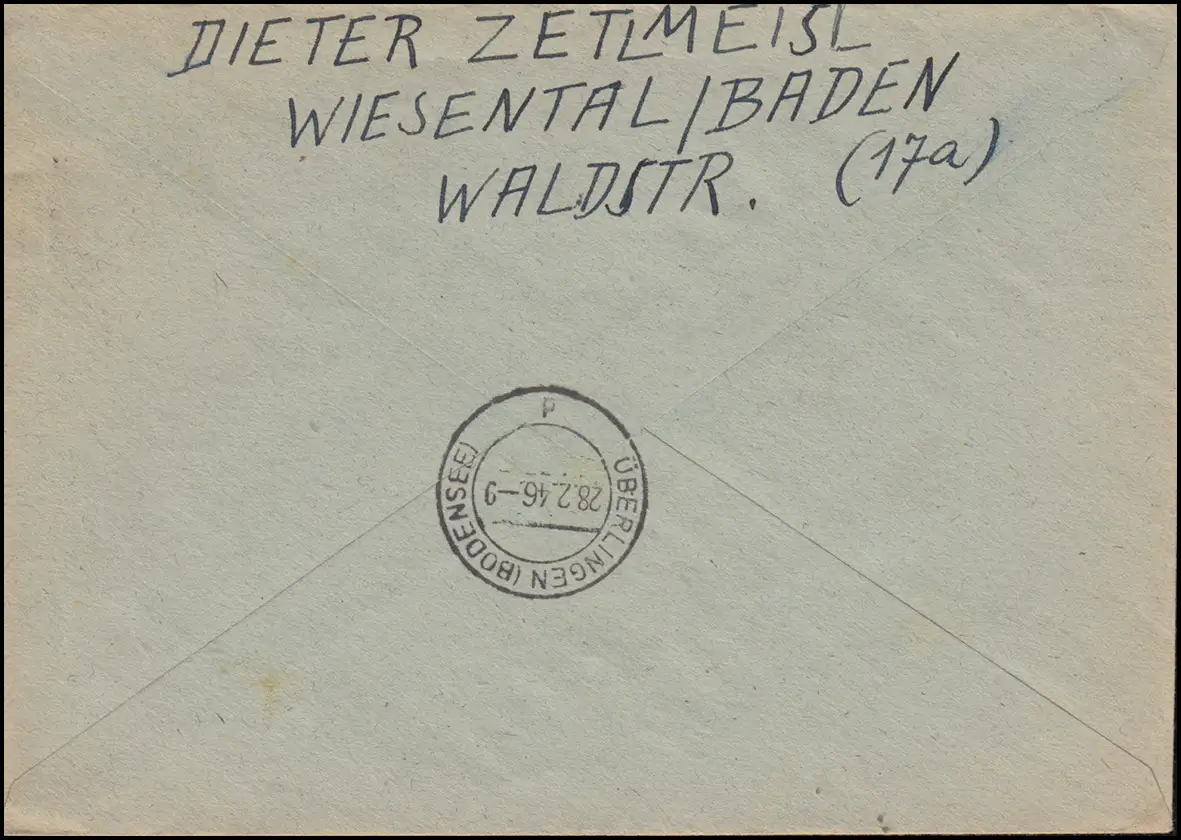 DIETER ZETLMEISL
WIESENTAL/BADEN
WALDSTR. (17a)
ÜBERLINGEN (BODENSEE)
28.2.46.-9